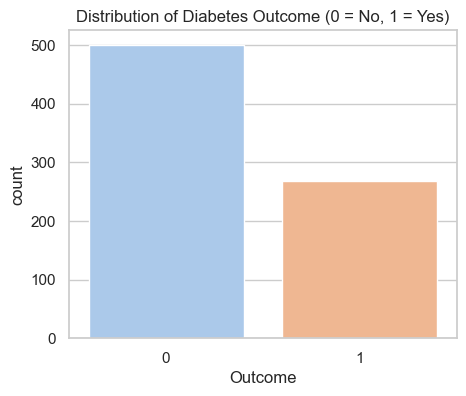 Distribution of Diabetes Outcome (0 = No, 1 = Yes)
500
400
300
200
100
0
count
0 1
Outcome